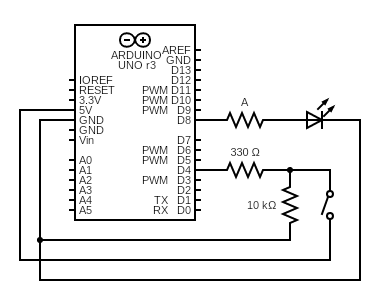 ARDUINO
UNO r3
AREF
GND
D13
IOREF
D12
RESET
PWM D11
3.3V
PWM D10
5V
PWM D9
GND
D8
GND
Vin
D7
PWM D6
A0
PWM D5
A1
D4
A2
PWM D3
A3
D2
A4
TX D1
A5
RX D0
A
330 Ω
10 kΩ